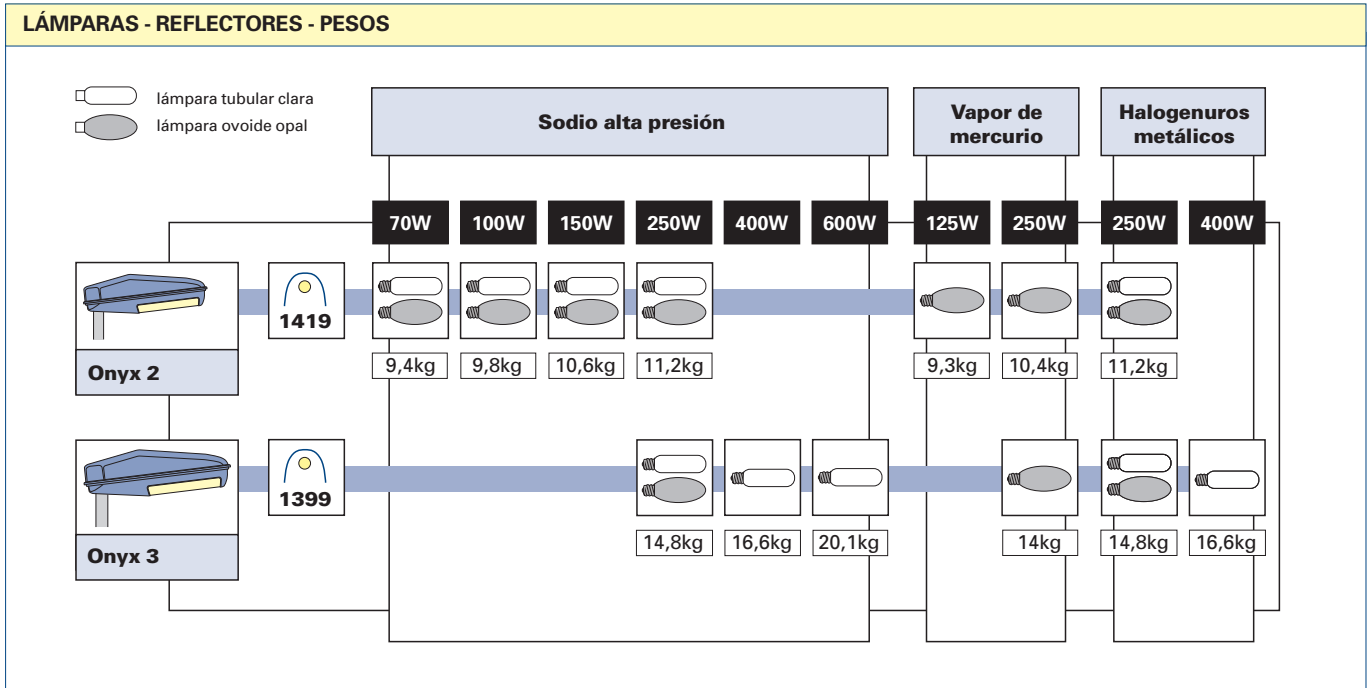 LÁMPARAS - REFLECTORES - PESOS
lámpara tubular clara
lámpara ovoide opal
Sodio alta presión
Vapor de
mercurio
Halogenuros
metálicos
70W 100W 150W 250W 400W 600W 125W 250W 250W 400W
1419
Onyx 2
9,4kg 9,8kg 10,6kg 11,2kg 9,3kg 10,4kg 11,2kg
1399
Onyx 3
14,8kg 16,6kg 20,1kg 14kg 14,8kg 16,6kg